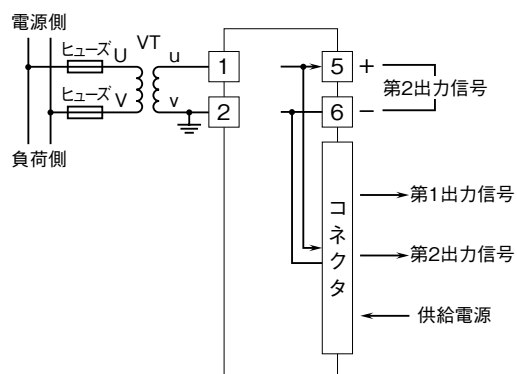 電源側
ヒューズ U VT u 1
ヒューズ V v 2
負荷側
5 +
第2出力信号
6 −
コネクタ
第1出力信号
第2出力信号
供給電源